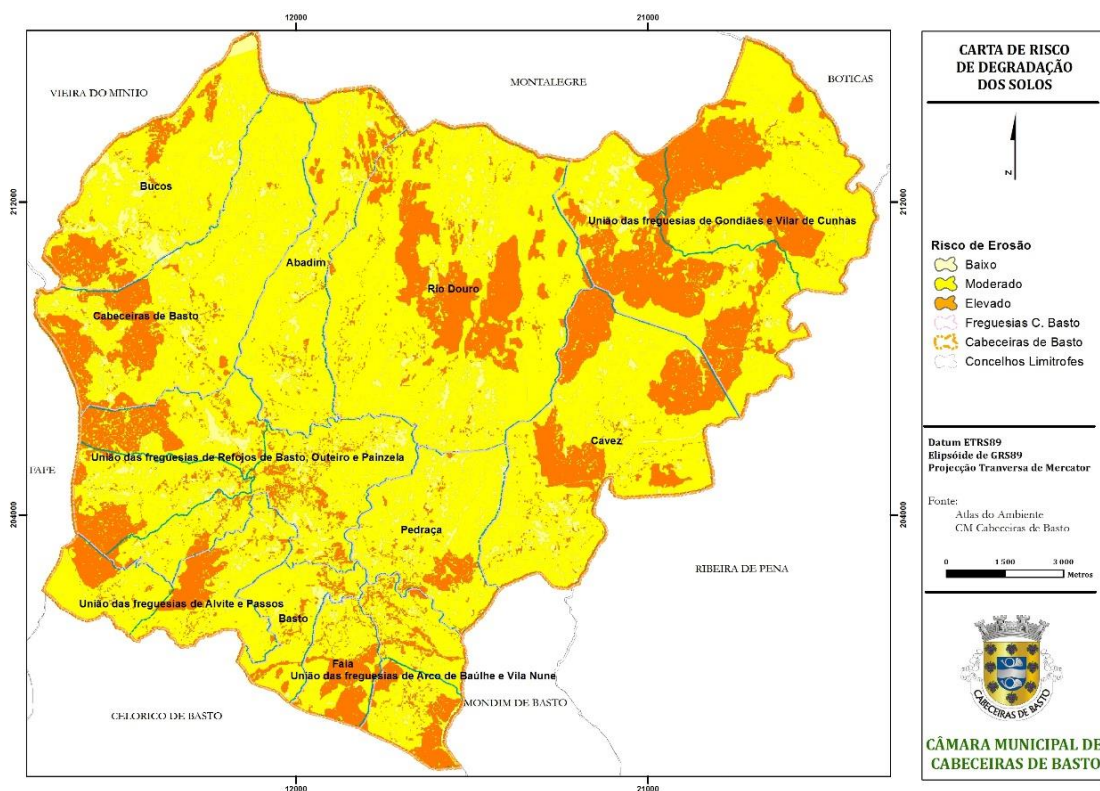 12000
21000
VIEIRA DO MINHO
MONTALEGRE
BOTICAS
Bucos
212000
212000
União das freguesias de Gondiães e Vilar de Cunhas
Abadim
Rio Douro
Cabeceiras de Basto
Cavez
União das freguesias de Refojos de Basto, Outeiro e Painzela
FAFE
204000
204000
Pedraça
RIBEIRA DE PENA
União das freguesias de Alvite e Passos
Basto
Faia
União das freguesias de Arco de Baúlhe e Vila Nune
MONDIM DE BASTO
CELORICO DE BASTO
12000
21000
CARTA DE RISCO
DE DEGRADAÇÃO
DOS SOLOS
N
Risco de Erosão
Baixo
Moderado
Elevado
Freguesias C. Basto
Cabeceiras de Basto
Concelhos Limitrofes
Datum ETRS89
Elipsóide de GRS89
Projecção Tranversa de Mercator
Fonte:
Atlas do Ambiente
CM Cabeceiras de Basto
0 1 500 3 000
Metros
CABECEIRAS DE BASTO
CÂMARA MUNICIPAL DE
CABECEIRAS DE BASTO